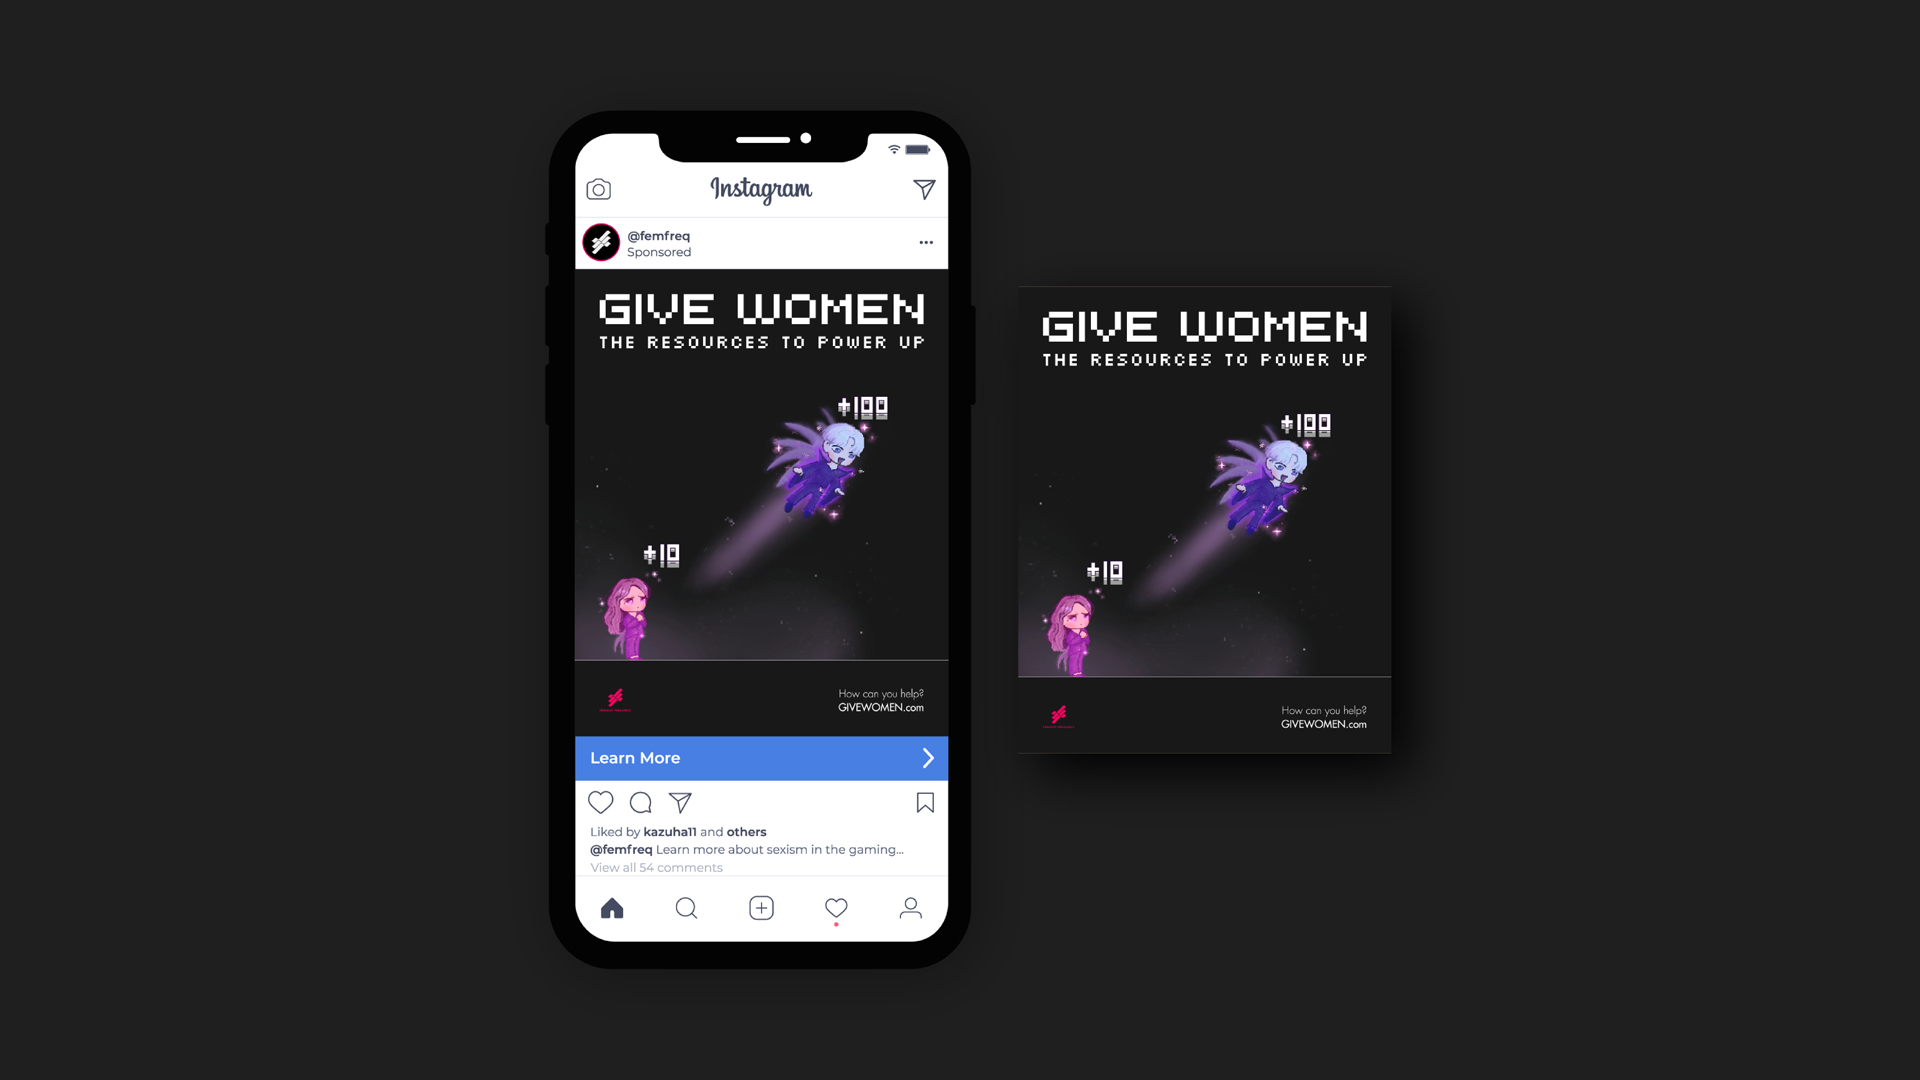 Instagram
@femfreq
Sponsored
GIVE WOMEN
THE RESOURCES TO POWER UP
+100
+10
How can you help?
GIVEWOMEN.com
Learn More
Liked by kazuha11 and others
@femfreq Learn more about sexism in the gaming...
View all 54 comments
GIVE WOMEN
THE RESOURCES TO POWER UP
+100
+10
How can you help?
GIVEWOMEN.com